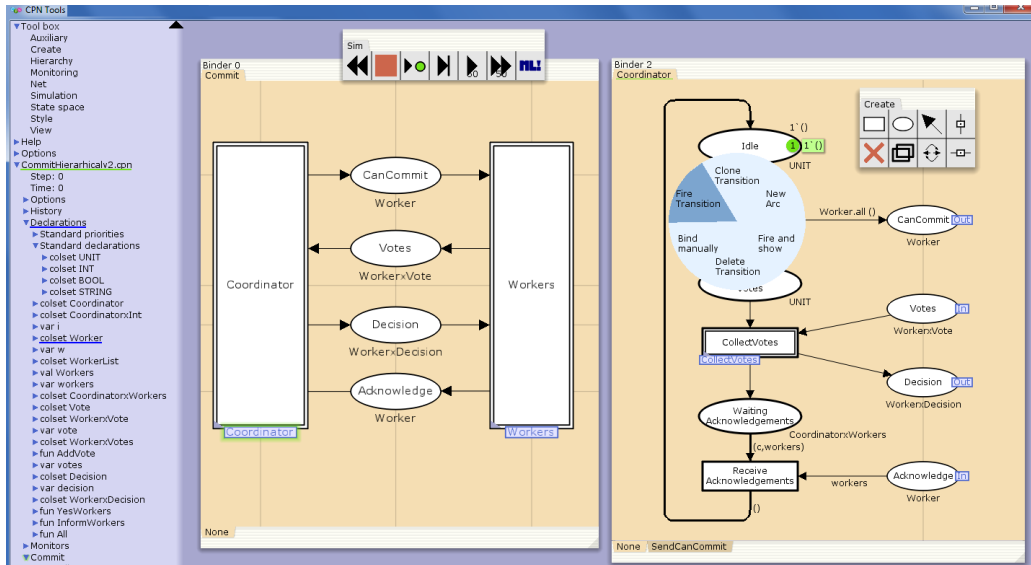 CPN Tools
Tool box
Auxiliary
Create
Hierarchy
Monitoring
Net
Simulation
State space
Style
View
Help
Options
CommitHierarhicalv2.cpn
Step: 0
Time: 0
Options
History
Declarations
Standard priorities
Standard declarations
colset UNIT
colset INT
colset BOOL
colset STRING
colset Coordinator
colset CoordinatorxInt
var i
colset Worker
var w
colset WorkerList
val Workers
var workers
colset CoordinatorxWorkers
colset Vote
colset WorkerxVote
var vote
colset WorkerxVotes
fun AddVote
var votes
colset Decision
var decision
colset WorkerxDecision
fun YesWorkers
fun InformWorkers
fun All
Monitors
Commit
Binder 0
Commit
Sim
50
50
ML!
CanCommit
Worker
Votes
WorkerxVote
Coordinator
Workers
Decision
WorkerxDecision
Acknowledge
Worker
Coordinator
Workers
None
Binder 2
Coordinator
Create
1`()
Idle
1
1`()
UNIT
Clone
Transition
Fire
Transition
New
Arc
Bind
manually
Fire and
show
Delete
Transition
Worker.all ()
CanCommit
Out
Worker
Votes
UNIT
Votes
In
WorkerxVote
CollectVotes
CollectVotes
Decision
Out
WorkerxDecision
Waiting
Acknowledgements
CoordinatorxWorkers
(c,workers)
Receive
Acknowledgements
workers
Acknowledge
In
Worker
()
None
SendCanCommit